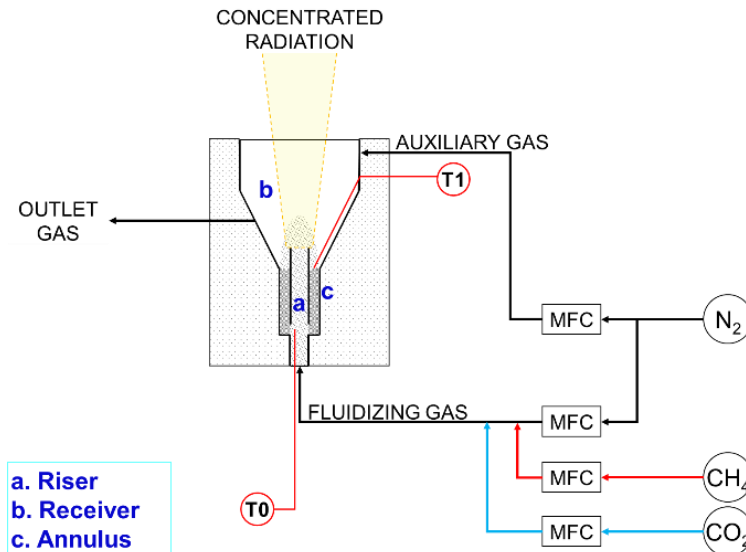 CONCENTRATED
RADIATION
AUXILIARY GAS
T1
b
OUTLET
GAS
c
a
MFC
N2
FLUIDIZING GAS
MFC
MFC
CH4
T0
MFC
CO2
a. Riser
b. Receiver
c. Annulus